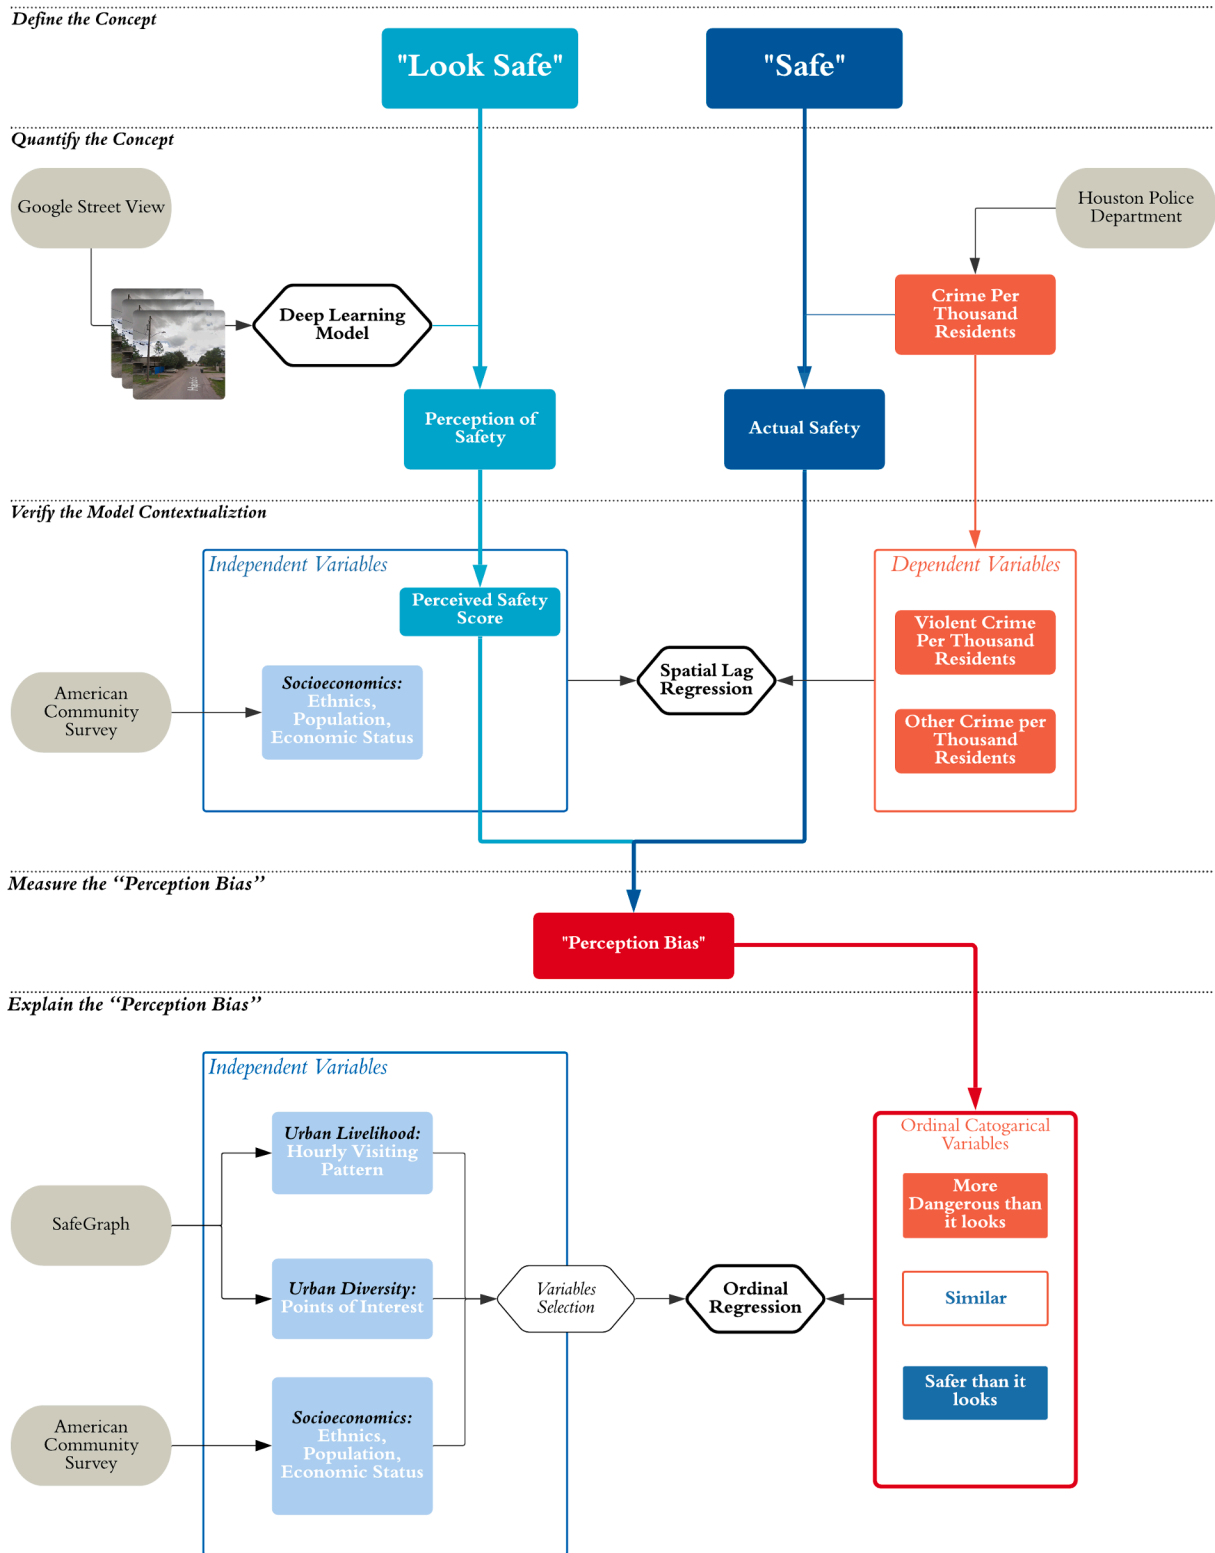 Define the Concept
"Look Safe"
"Safe"
Quantify the Concept
Google Street View
Houston Police
Department
Deep Learning
Model
Crime Per
Thousand
Residents
Perception of
Safety
Actual Safety
Verify the Model Contextualiztion
Independent Variables
Dependent Variables
Perceived Safety
Score
Violent Crime
Per Thousand
Residents
American
Community
Survey
Socioeconomics:
Ethnics,
Population,
Economic Status
Spatial Lag
Regression
Other Crime per
Thousand
Residents
Measure the “Perception Bias”
"Perception Bias"
Explain the “Perception Bias”
Independent Variables
Urban Livelihood:
Hourly Visiting
Pattern
Ordinal Catogarical
Variables
More
Dangerous than
it looks
SafeGraph
Urban Diversity:
Points of Interest
Variables
Selection
Ordinal
Regression
Similar
Safer than it
looks
American
Community
Survey
Socioeconomics:
Ethnics,
Population,
Economic Status